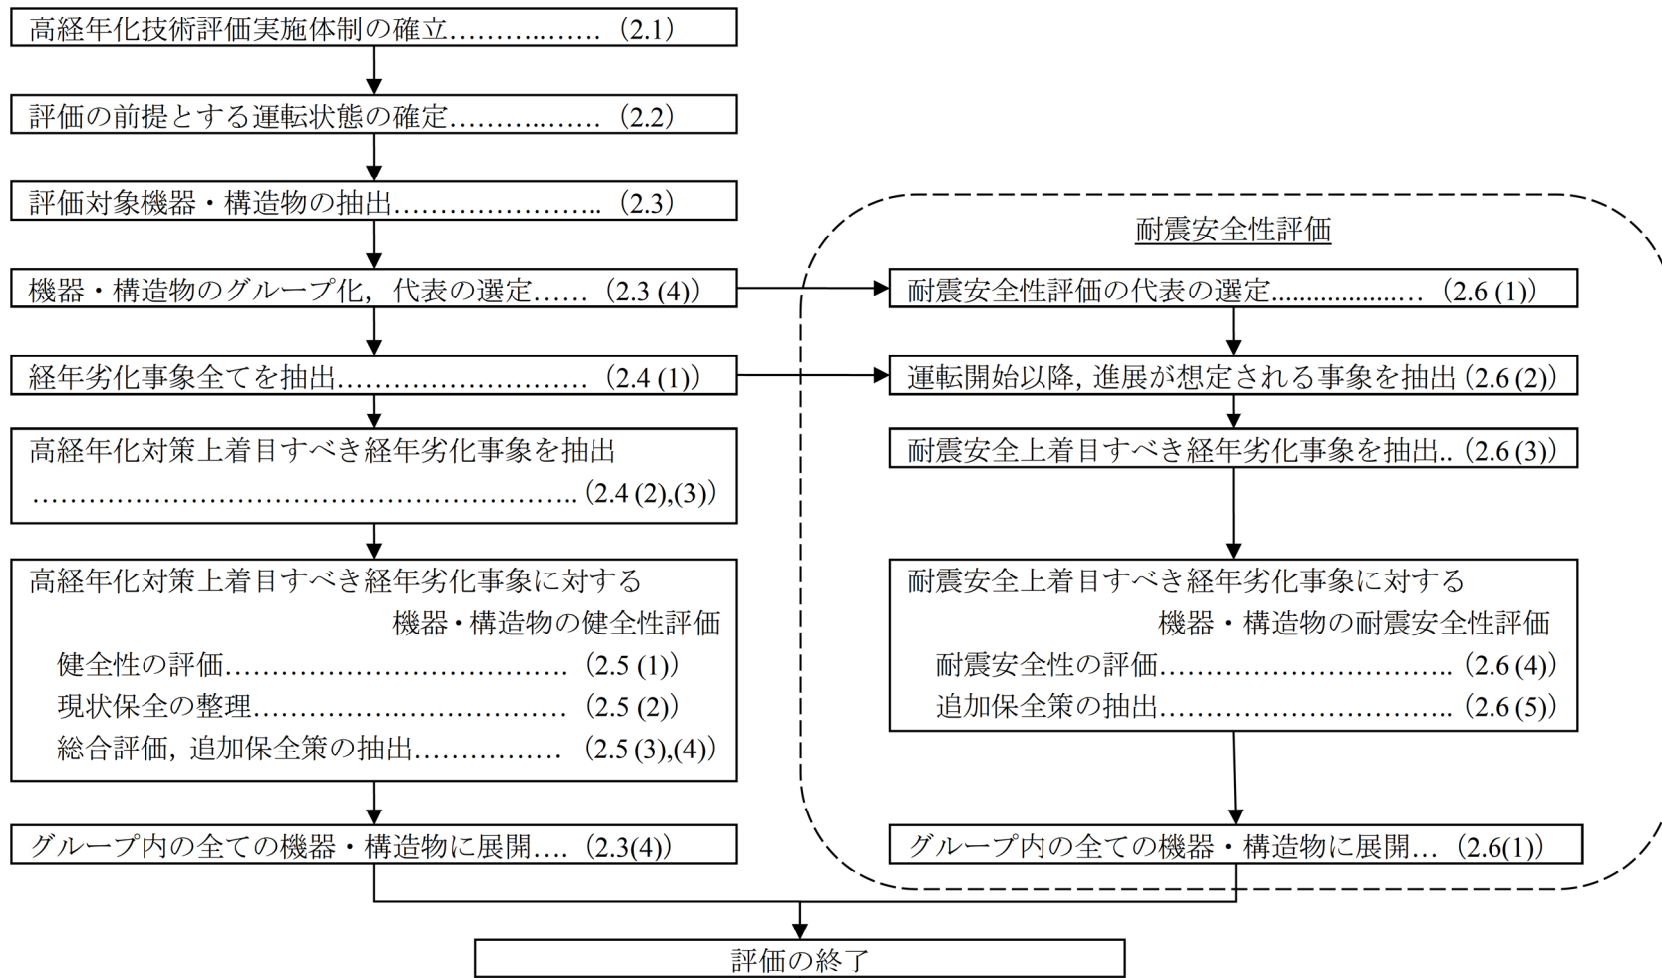 高経年化技術評価実施体制の確立………..……. (2.1)
評価の前提とする運転状態の確定………..……. (2.2)
評価対象機器・構造物の抽出………………….. (2.3)
機器・構造物のグループ化, 代表の選定…… (2.3 (4))
経年劣化事象全てを抽出……………………… (2.4 (1))
高経年化対策上着目すべき経年劣化事象を抽出
…………………………………………………….. (2.4 (2),(3))
高経年化対策上着目すべき経年劣化事象に対する
機器・構造物の健全性評価
健全性の評価……………………………… (2.5 (1))
現状保全の整理……………..……………… (2.5 (2))
総合評価, 追加保全策の抽出…………… (2.5 (3),(4))
グループ内の全ての機器・構造物に展開…. (2.3(4))
耐震安全性評価
耐震安全性評価の代表の選定....................… (2.6 (1))
運転開始以降, 進展が想定される事象を抽出 (2.6 (2))
耐震安全上着目すべき経年劣化事象を抽出.. (2.6 (3))
耐震安全上着目すべき経年劣化事象に対する
機器・構造物の耐震安全性評価
耐震安全性の評価………………………….. (2.6 (4))
追加保全策の抽出………………………….. (2.6 (5))
グループ内の全ての機器・構造物に展開… (2.6(1))
評価の終了